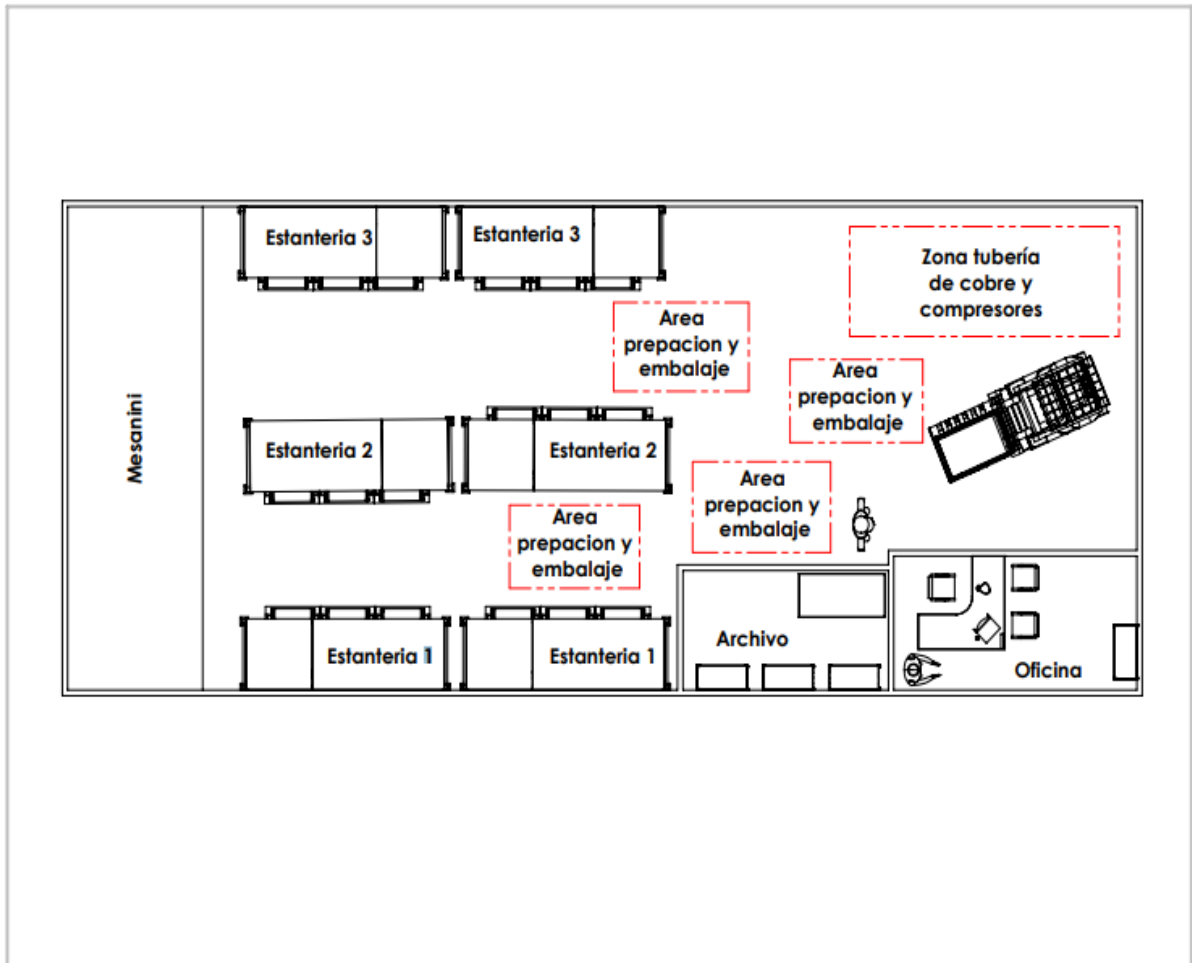 Estanteria 3
Estanteria 3
Zona tubería
de cobre y
compresores
Area
prepacion y
embalaje
Area
prepacion y
embalaje
Mesanini
Estanteria 2
Estanteria 2
Area
prepacion y
embalaje
Area
prepacion y
embalaje
Estanteria 1
Estanteria 1
Archivo
Oficina